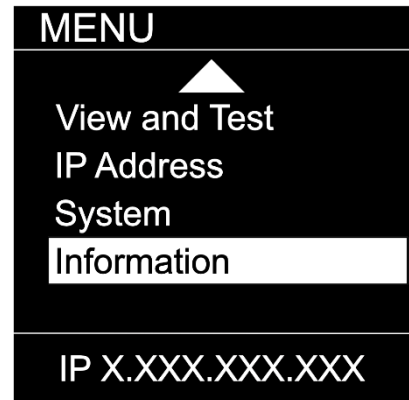 MENU
View and Test
IP Address
System
Information
IP X.XXX.XXX.XXX